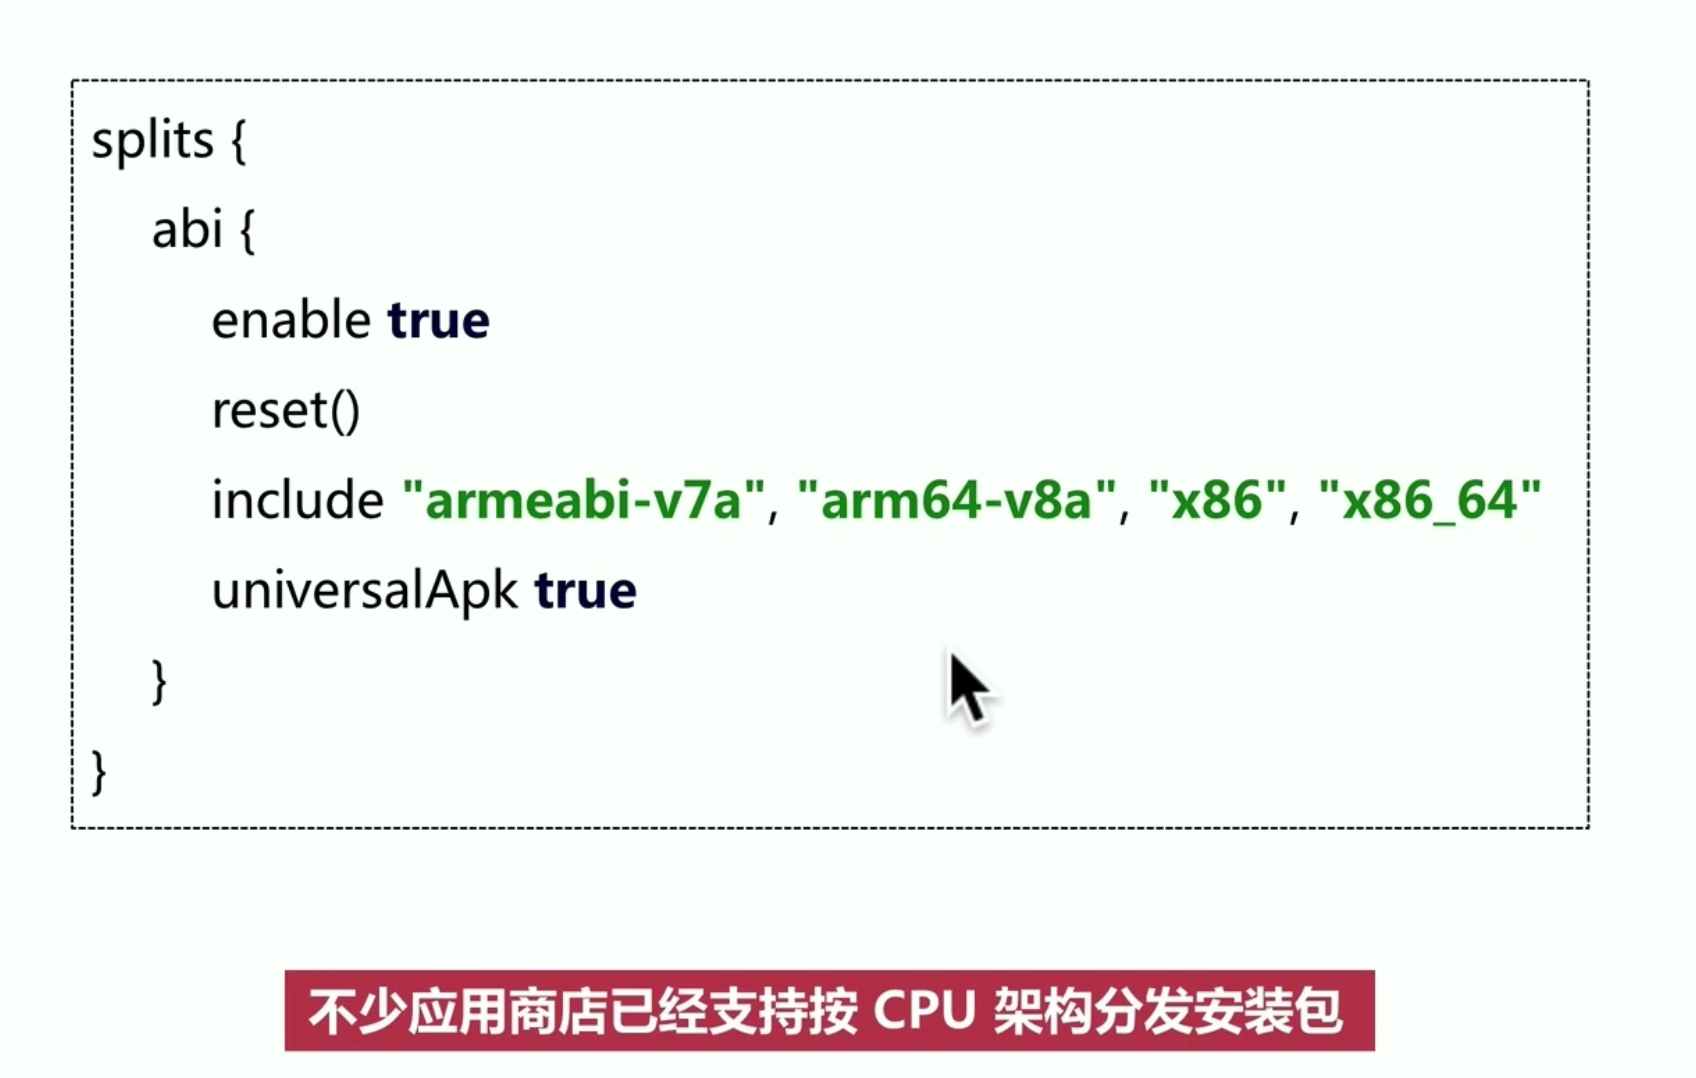 splits {
abi {
enable true
reset()
include "armeabi-v7a", "arm64-v8a", "x86", "x86_64"
universalApk true
}
}
不少应用商店已经支持按 CPU 架构分发安装包